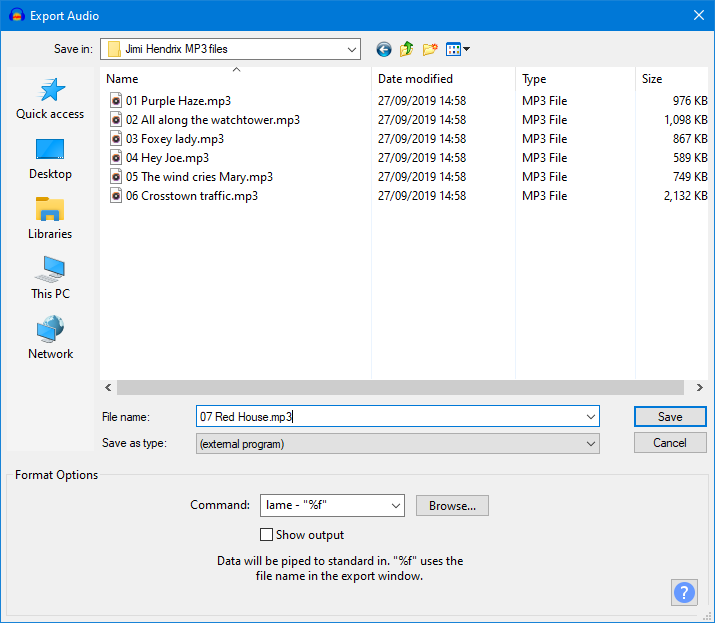 Export Audio
Save in: Jimi Hendrix MP3 files
Name Date modified Type Size
01 Purple Haze.mp3 27/09/2019 14:58 MP3 File 976 KB
02 All along the watchtower.mp3 27/09/2019 14:58 MP3 File 1,098 KB
03 Foxey lady.mp3 27/09/2019 14:58 MP3 File 867 KB
04 Hey Joe.mp3 27/09/2019 14:58 MP3 File 589 KB
05 The wind cries Mary.mp3 27/09/2019 14:58 MP3 File 749 KB
06 Crosstown traffic.mp3 27/09/2019 14:58 MP3 File 2,132 KB
Quick access
Desktop
Libraries
This PC
Network
File name: 07 Red House.mp3 Save
Save as type: (external program) Cancel
Format Options
Command: lame - "%f" Browse...
Show output
Data will be piped to standard in. "%f" uses the
file name in the export window.
?